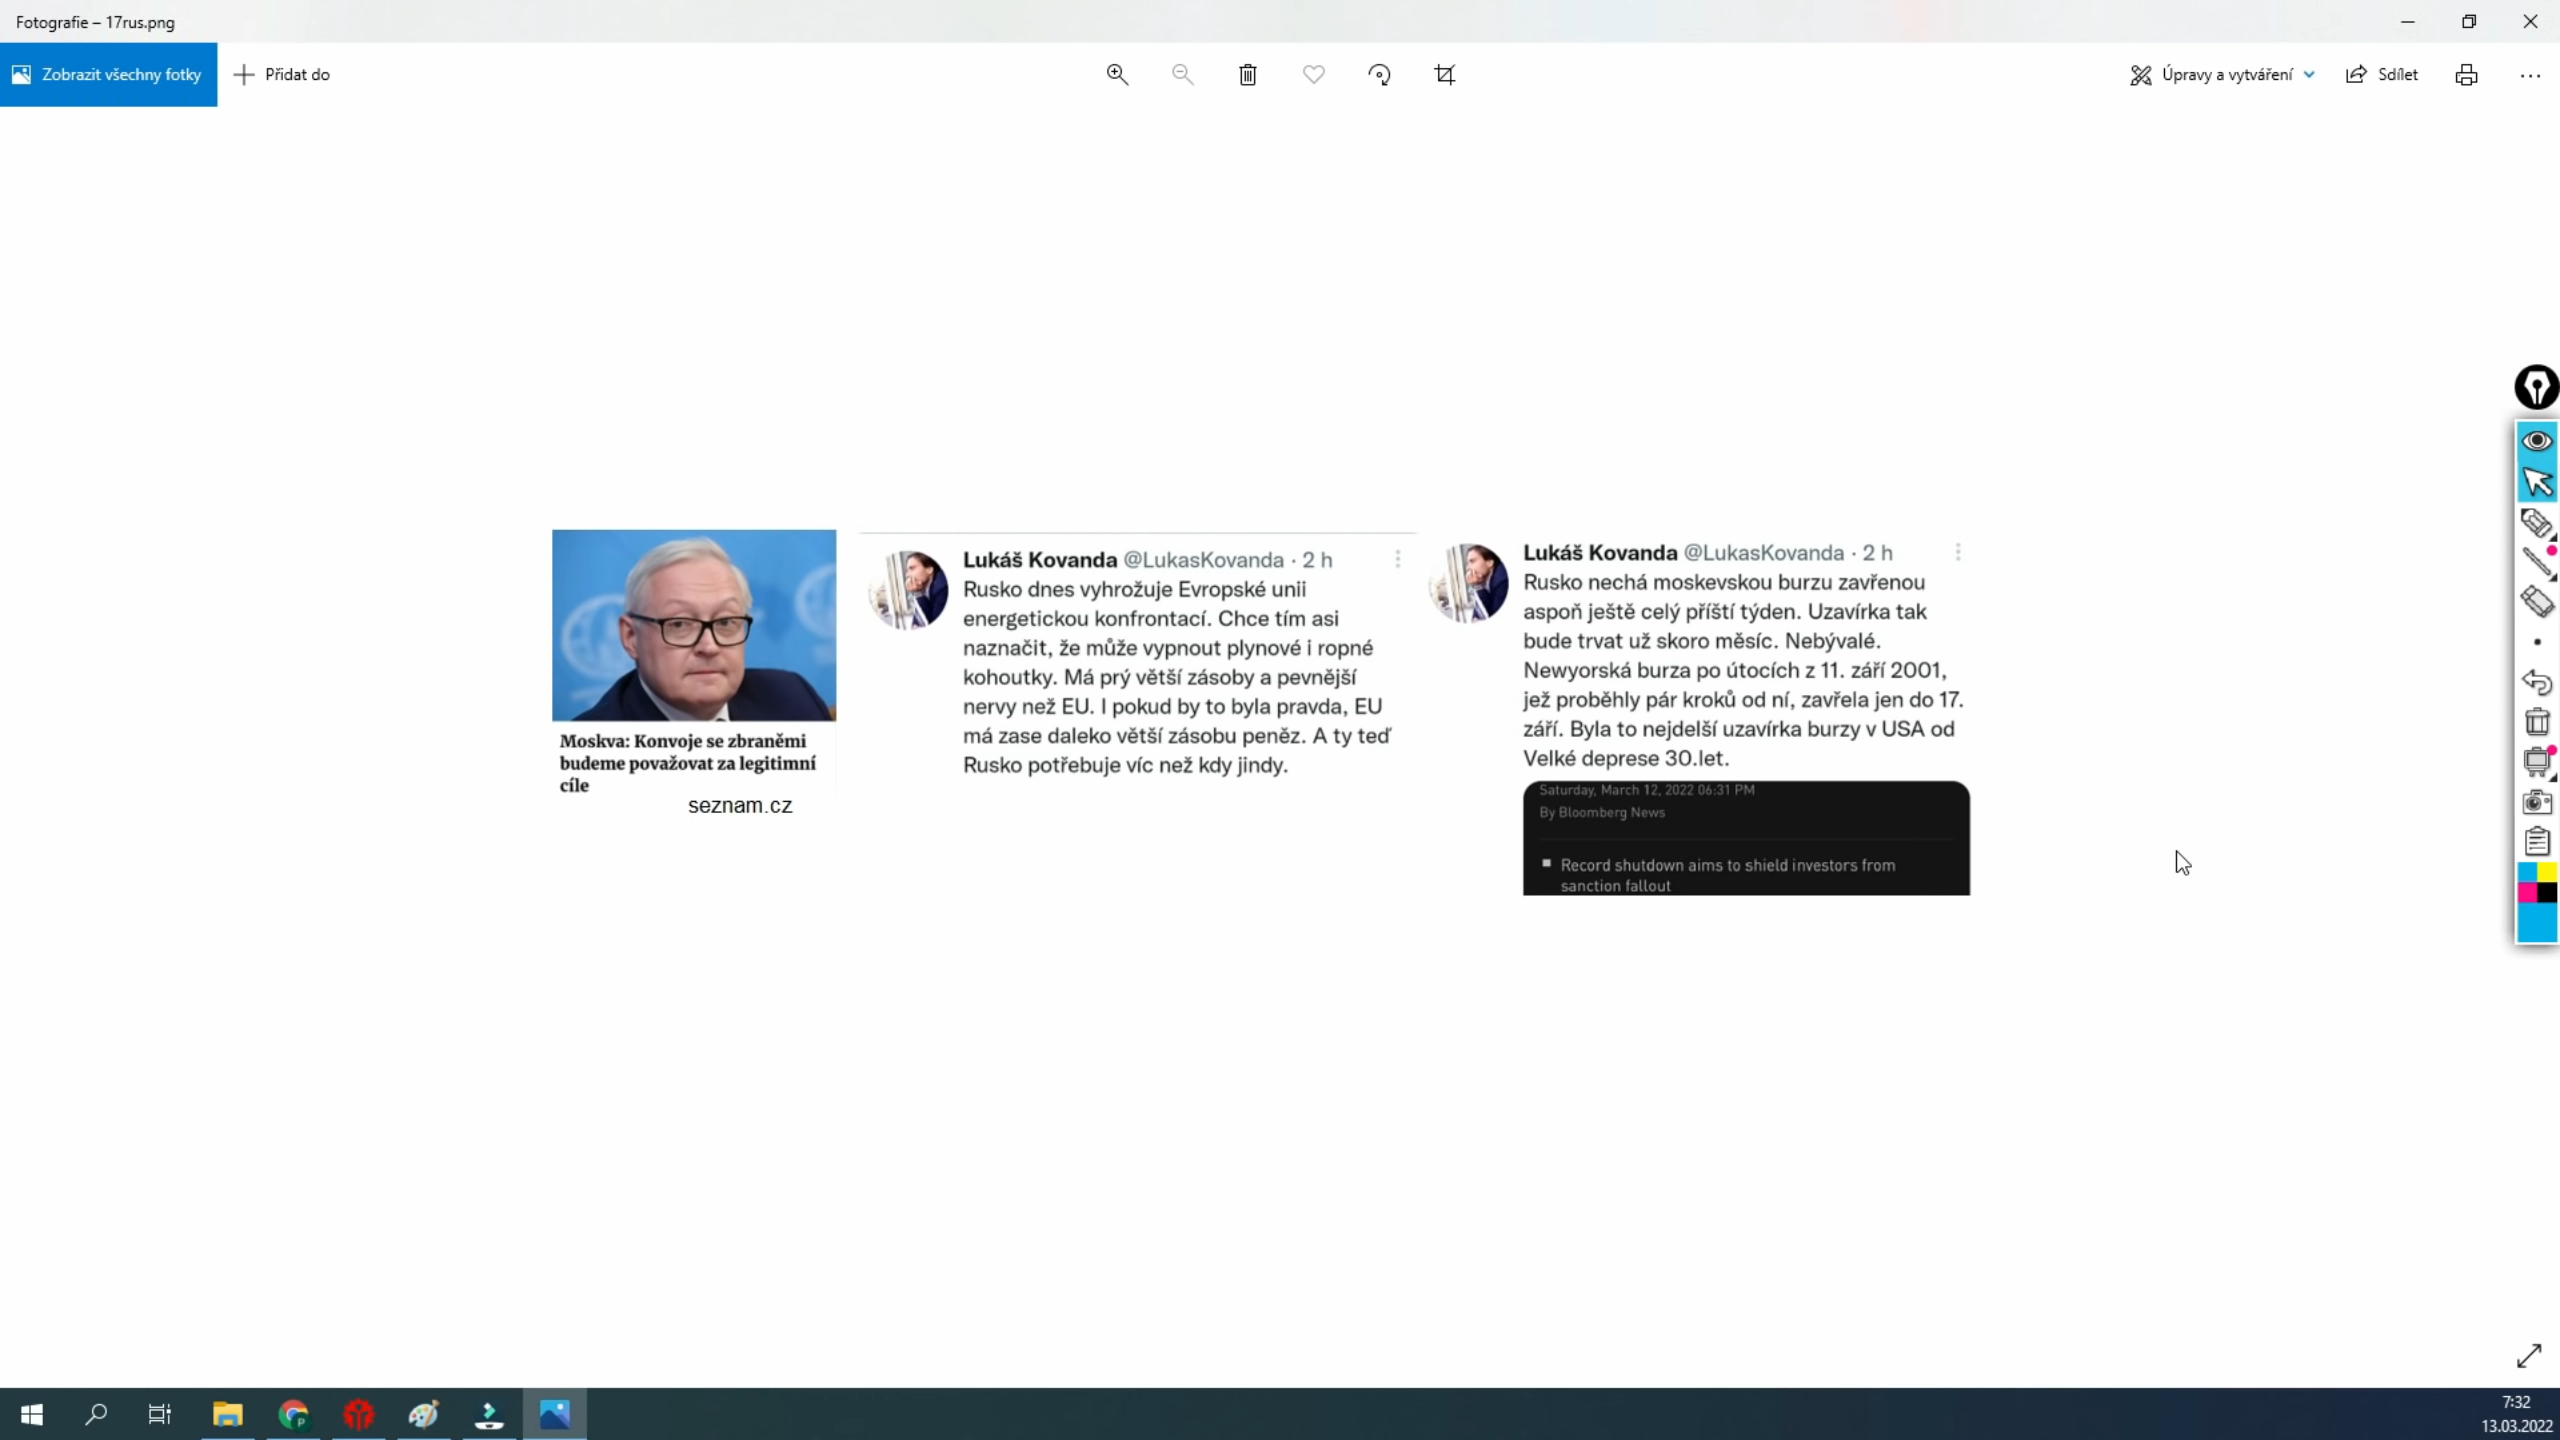 Fotografie – 17rus.png
Zobrazit všechny fotky
Přidat do
Úpravy a vytváření
Sdílet
Moskva: Konvoje se zbraněmi
budeme považovat za legitimní
cíle
seznam.cz
Lukáš Kovanda @LukasKovanda · 2 h
Rusko dnes vyhrožuje Evropské unii
energetickou konfrontací. Chce tím asi
naznačit, že může vypnout plynové i ropné
kohoutky. Má prý větší zásoby a pevnější
nervy než EU. I pokud by to byla pravda, EU
má zase daleko větší zásobu peněz. A ty teď
Rusko potřebuje víc než kdy jindy.
Lukáš Kovanda @LukasKovanda · 2 h
Rusko nechá moskevskou burzu zavřenou
aspoň ještě celý příští týden. Uzavírka tak
bude trvat už skoro měsíc. Nebývalé.
Newyorská burza po útocích z 11. září 2001,
jež proběhly pár kroků od ní, zavřela jen do 17.
září. Byla to nejdelší uzavírka burzy v USA od
Velké deprese 30.let.
Saturday, March 12, 2022 06:31 PM
By Bloomberg News
Record shutdown aims to shield investors from
sanction fallout
7:32
13.03.2022